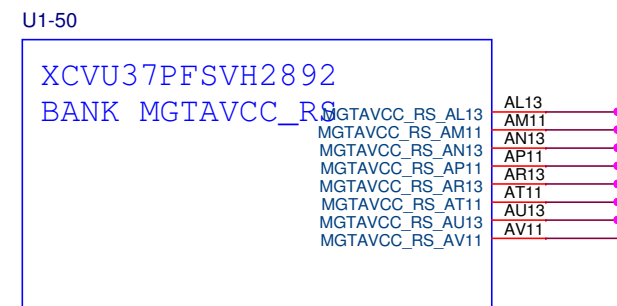 U1-50
XCVU37PFSVH2892
BANK MGTAVCC_RS
MGTAVCC_RS_AL13 AL13
MGTAVCC_RS_AM11 AM11
MGTAVCC_RS_AN13 AN13
MGTAVCC_RS_AP11 AP11
MGTAVCC_RS_AR13 AR13
MGTAVCC_RS_AT11 AT11
MGTAVCC_RS_AU13 AU13
MGTAVCC_RS_AV11 AV11